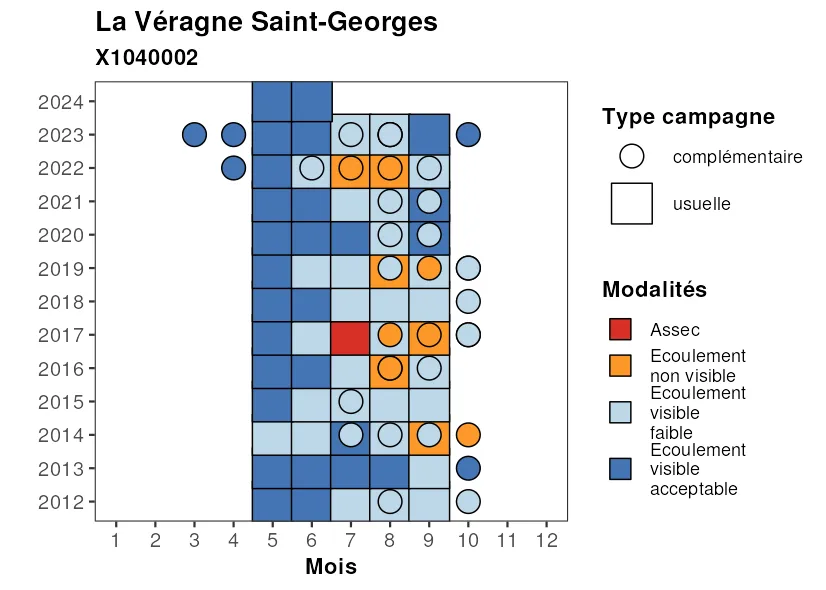 La Véragne Saint-Georges
X1040002
2024
2023
2022
2021
2020
2019
2018
2017
2016
2015
2014
2013
2012
1 2 3 4 5 6 7 8 9 10 11 12
Mois
Type campagne
complémentaire
usuelle
Modalités
Assec
Ecoulement
non visible
Ecoulement
visible
faible
Ecoulement
visible
acceptable